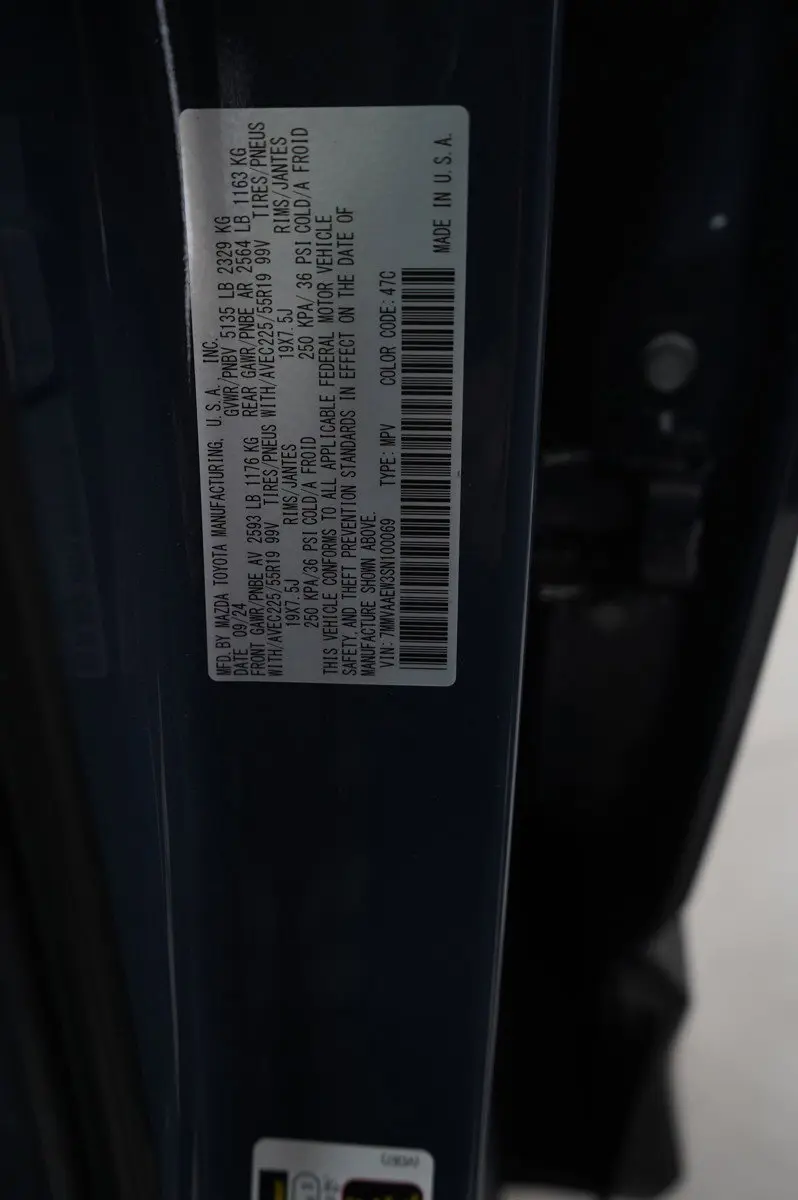 MFD. BY MAZDA TOYOTA MANUFACTURING, U.S.A. INC.
DATE 09/24 GVWR/PNBV 5135 LB 2329 KG
FRONT GAWR/PNBE AV 2593 LB 1176 KG REAR GAWR/PNBE AR 2564 LB 1163 KG
WITH/AVEC225/55R19 99V TIRES/PNEUS WITH/AVEC225/55R19 99V TIRES/PNEUS
19X7.5J RIMS/JANTES 19X7.5J RIMS/JANTES
250 KPA/36 PSI COLD/A FROID 250 KPA/ 36 PSI COLD/A FROID
THIS VEHICLE CONFORMS TO ALL APPLICABLE FEDERAL MOTOR VEHICLE
SAFETY, AND THEFT PREVENTION STANDARDS IN EFFECT ON THE DATE OF
MANUFACTURE SHOWN ABOVE.
VIN: 7MMVAAEW3SN100069 TYPE: MPV COLOR CODE: 47C
MADE IN U.S.A.